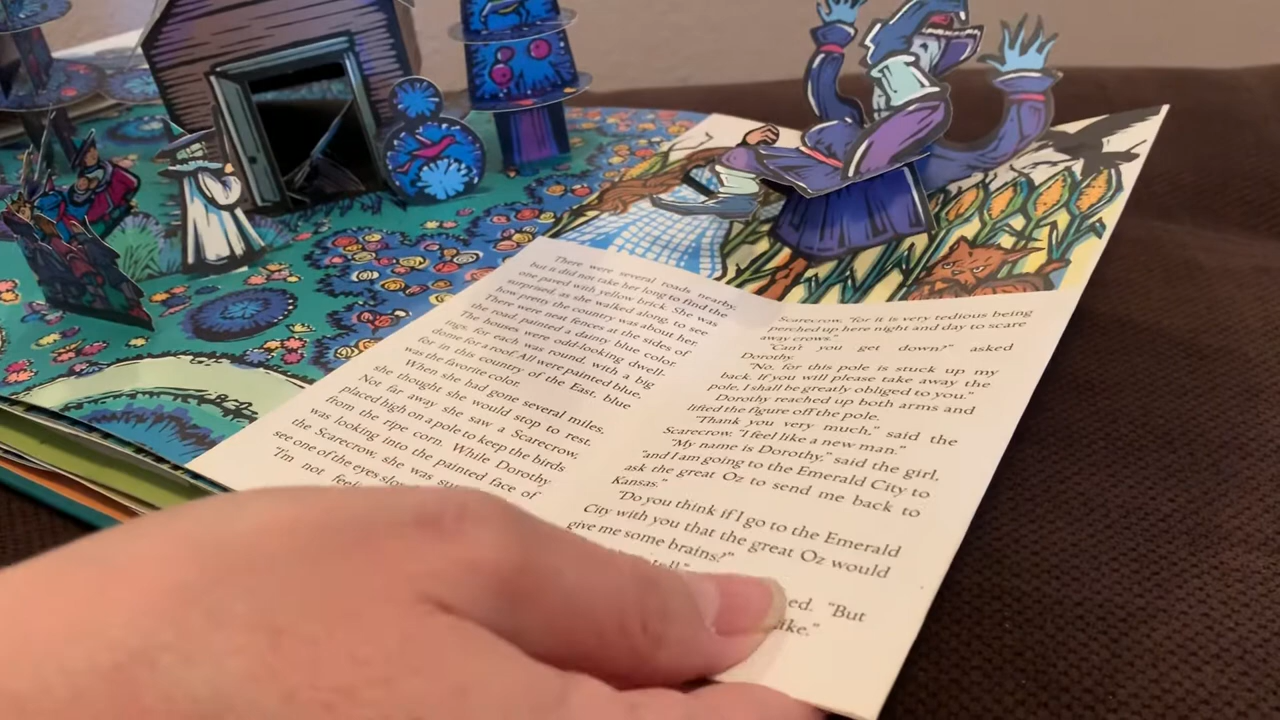 There were several roads nearby,
but it did not take her long to find the
one paved with yellow brick. She was
surprised, as she walked along, to see
how pretty the country was about her.
There were neat fences at the sides of
the road, painted a dainty blue color.
The houses were odd-looking dwell-
ings, for each was round, with a big
dome for a roof. All were painted blue,
for in this country of the East, blue
was the favorite color.
When she had gone several miles,
she thought she would stop to rest.
Not far away she saw a Scarecrow,
placed high on a pole to keep the birds
from the ripe corn. While Dorothy
was looking into the painted face of
the Scarecrow, she was
see one of the eyes
"I'm not
Scarecrow, "for it is very tedious being
perched up here night and day to scare
away crows."
"Can't you get down?" asked
Dorothy.
"No, for this pole is stuck up my
back. If you will please take away the
pole, I shall be greatly obliged to you."
Dorothy reached up both arms and
lifted the figure off the pole.
"Thank you very much," said the
Scarecrow. "I feel like a new man."
"My name is Dorothy," said the girl,
"and I am going to the Emerald City to
ask the great Oz to send me back to
Kansas."
"Do you think if I go to the Emerald
City with you that the great Oz would
give me some brains?"
ed. "But
ike."